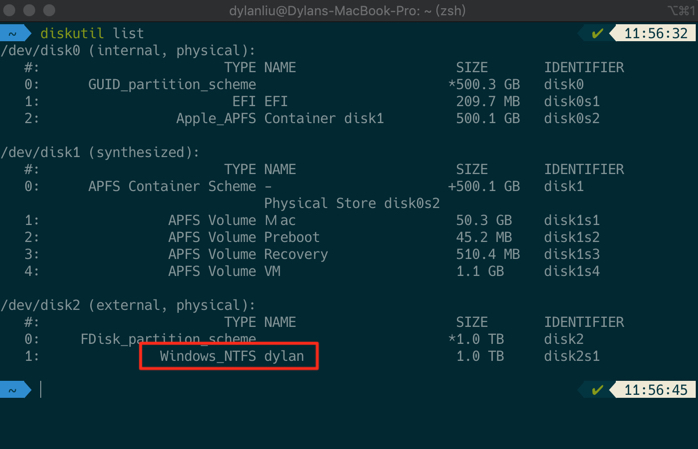 dylanliu@Dylans-MacBook-Pro: ~ (zsh) ⌥⌘1
~ diskutil list ✔ 11:56:32
/dev/disk0 (internal, physical):
#: TYPE NAME SIZE IDENTIFIER
0: GUID_partition_scheme *500.3 GB disk0
1: EFI EFI 209.7 MB disk0s1
2: Apple_APFS Container disk1 500.1 GB disk0s2
/dev/disk1 (synthesized):
#: TYPE NAME SIZE IDENTIFIER
0: APFS Container Scheme - +500.1 GB disk1
Physical Store disk0s2
1: APFS Volume Mac 50.3 GB disk1s1
2: APFS Volume Preboot 45.2 MB disk1s2
3: APFS Volume Recovery 510.4 MB disk1s3
4: APFS Volume VM 1.1 GB disk1s4
/dev/disk2 (external, physical):
#: TYPE NAME SIZE IDENTIFIER
0: FDisk_partition_scheme *1.0 TB disk2
1: Windows_NTFS dylan 1.0 TB disk2s1
~ ✔ 11:56:45